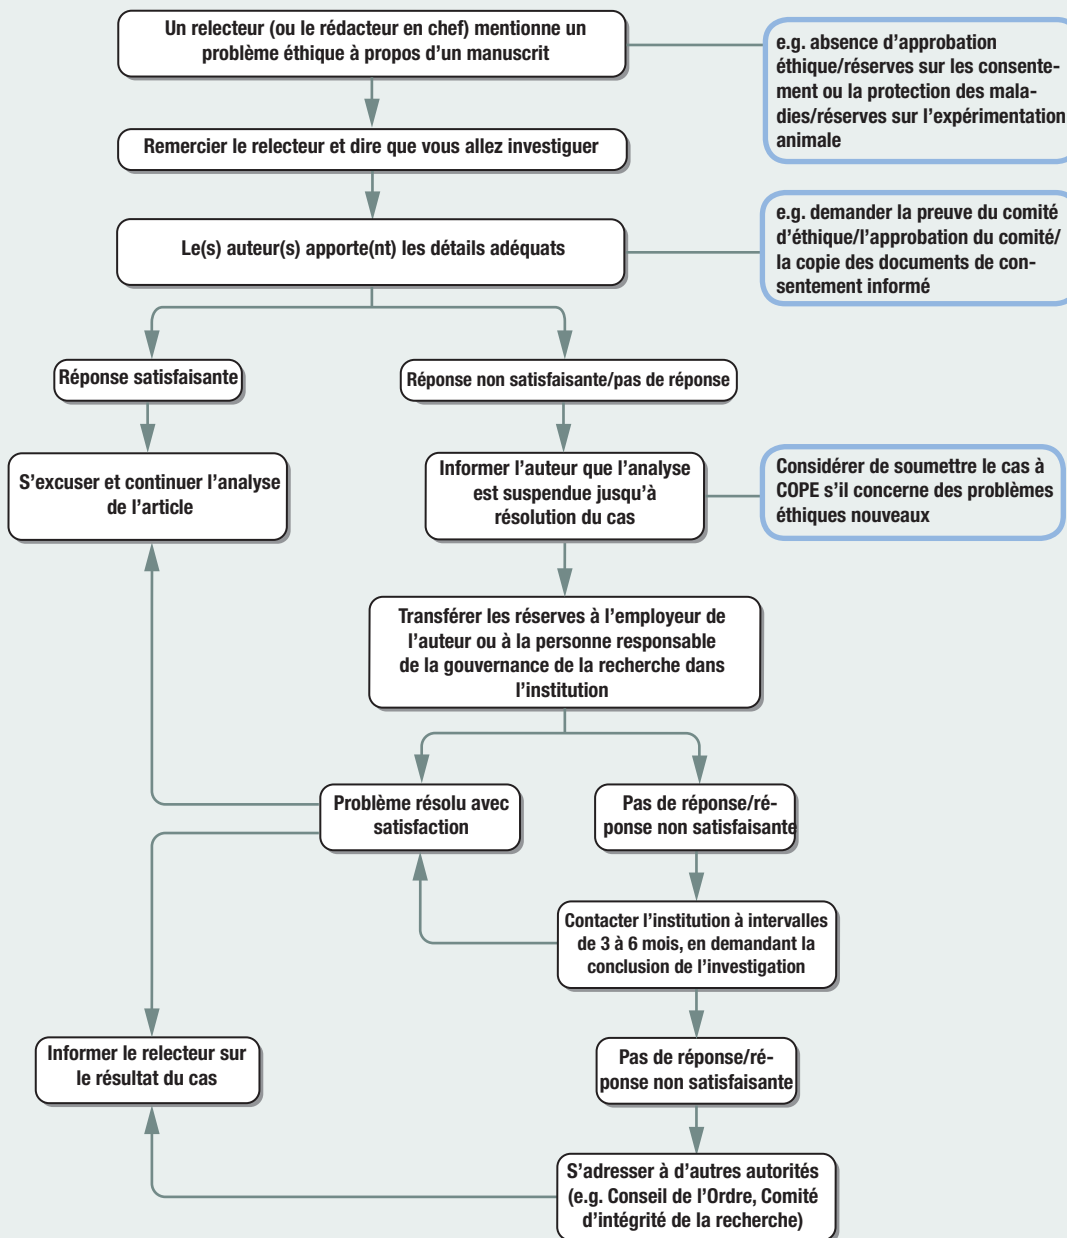 Un relecteur (ou le rédacteur en chef) mentionne un
problème éthique à propos d'un manuscrit
e.g. absence d'approbation
éthique/réserves sur les consente-
ment ou la protection des mala-
dies/réserves sur l'expérimentation
animale
Remercier le relecteur et dire que vous allez investiguer
Le(s) auteur(s) apporte(nt) les détails adéquats
e.g. demander la preuve du comité
d'éthique/l'approbation du comité/
la copie des documents de con-
sentement informé
Réponse satisfaisante
Réponse non satisfaisante/pas de réponse
S'excuser et continuer l'analyse
de l'article
Informer l'auteur que l'analyse
est suspendue jusqu'à
résolution du cas
Considérer de soumettre le cas à
COPE s'il concerne des problèmes
éthiques nouveaux
Transférer les réserves à l'employeur de
l'auteur ou à la personne responsable
de la gouvernance de la recherche dans
l'institution
Problème résolu avec
satisfaction
Pas de réponse/ré-
ponse non satisfaisante
Contacter l'institution à intervalles
de 3 à 6 mois, en demandant la
conclusion de l'investigation
Informer le relecteur sur
le résultat du cas
Pas de réponse/ré-
ponse non satisfaisante
S'adresser à d'autres autorités
(e.g. Conseil de l'Ordre, Comité
d'intégrité de la recherche)